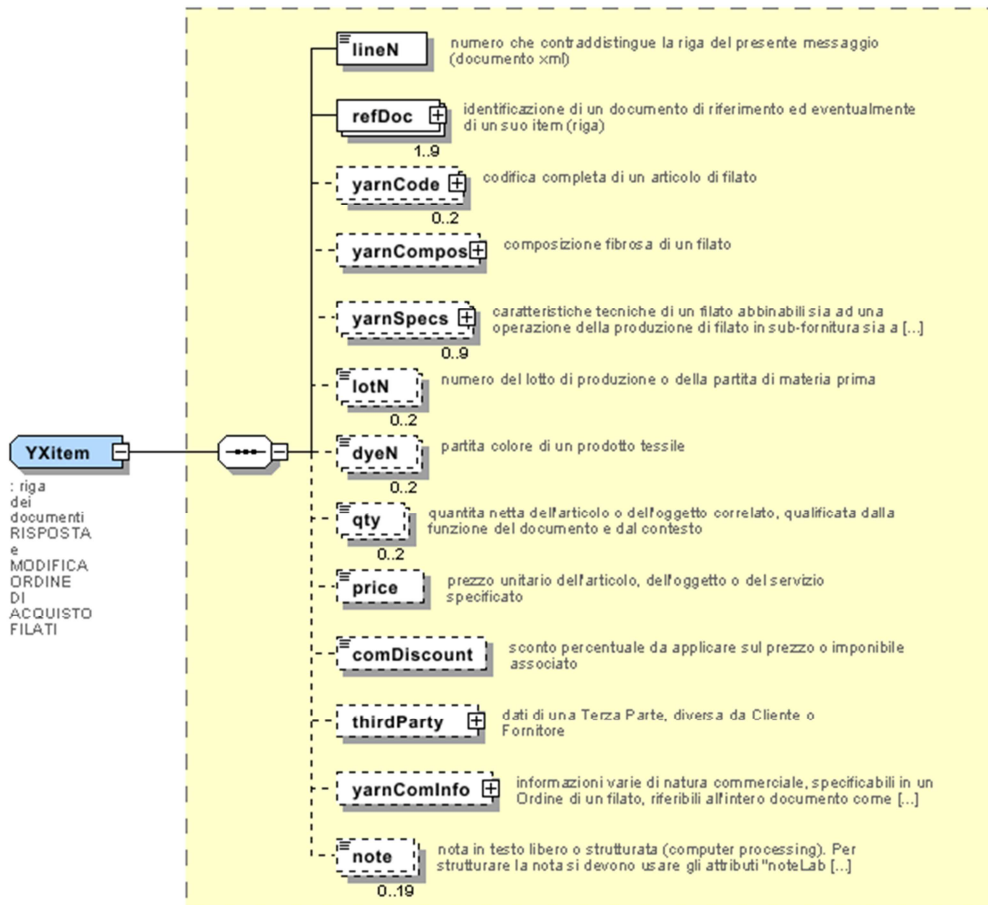 lineN
numero che contraddistingue la riga del presente messaggio
(documento xml)
refDoc
1..9
identificazione di un documento di riferimento ed eventualmente
di un suo item (riga)
yarnCode
0..2
codifica completa di un articolo di filato
yarnCompos
composizione fibrosa di un filato
yarnSpecs
0..9
caratteristiche tecniche di un filato abbinabili sia ad una
operazione della produzione di filato in sub-fornitura sia a [...]
lotN
0..2
numero del lotto di produzione o della partita di materia prima
YXitem
: riga
dei
documenti
RISPOSTA
e
MODIFICA
ORDINE
DI
ACQUISTO
FILATI
dyeN
0..2
partita colore di un prodotto tessile
qty
0..2
quantita netta dell'articolo o dell'oggetto correlato, qualificata dalla
funzione del documento e dal contesto
price
prezzo unitario dell'articolo, dell'oggetto o del servizio
specificato
comDiscount
sconto percentuale da applicare sul prezzo o imponibile
associato
thirdParty
dati di una Terza Parte, diversa da Cliente o
Fornitore
yarnComInfo
informazioni varie di natura commerciale, specificabili in un
Ordine di un filato, riferibili all'intero documento come [...]
note
0..19
nota in testo libero o strutturata (computer processing). Per
strutturare la nota si devono usare gli attributi "noteLab [...]